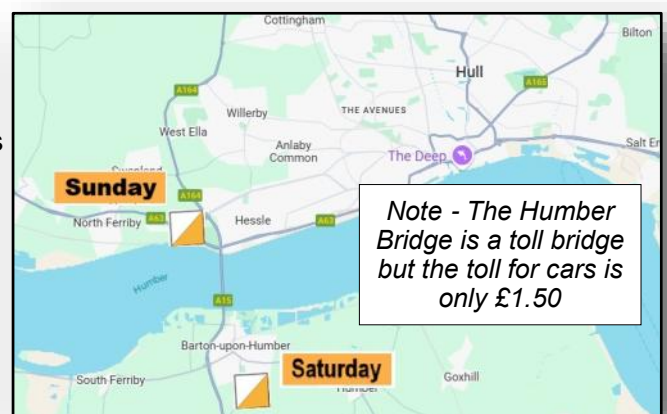 Cottingham
Bilton
Hull
A164
A165
Willerby
THE AVENUES
West Ella
Anlaby
Common
The Deep
s
Sunday
A164
North Ferriby
A63
Hessle
A63
Note - The Humber
Bridge is a toll bridge
but the toll for cars is
only £1.50
Humber
A15
Barton-upon-Humber
Saturday
South Ferriby
Goxhill